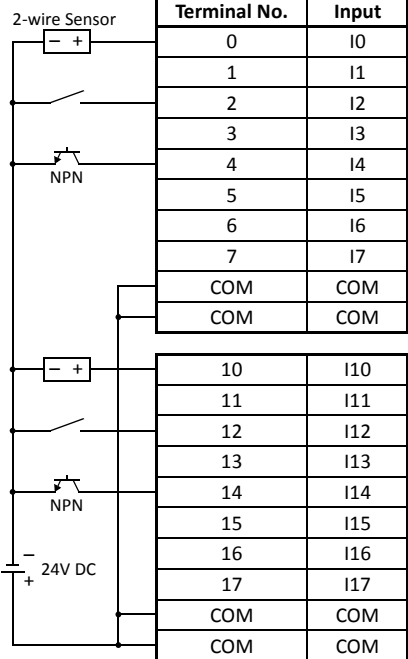 2-wire Sensor
Terminal No. Input
– + 0 I0
1 I1
2 I2
3 I3
4 I4
NPN
5 I5
6 I6
7 I7
COM COM
COM COM
– + 10 I10
11 I11
12 I12
13 I13
14 I14
NPN
15 I15
– 16 I16
+ 24V DC 17 I17
COM COM
COM COM